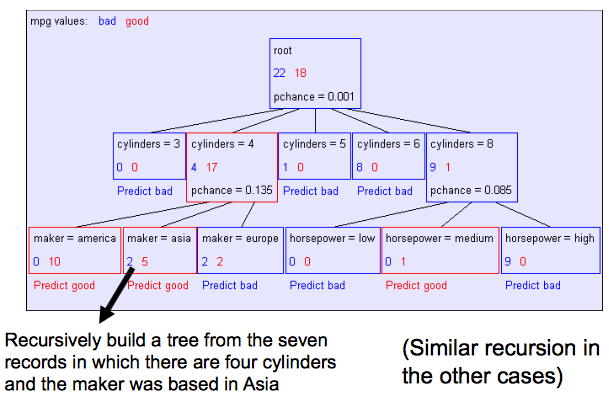 mpg values: bad good
root
22 18
pchance = 0.001
cylinders = 3
0 0
Predict bad
cylinders = 4
4 17
pchance = 0.135
cylinders = 5
1 0
Predict bad
cylinders = 6
8 0
Predict bad
cylinders = 8
9 1
pchance = 0.085
maker = america
0 10
Predict good
maker = asia
2 5
Predict good
maker = europe
2 2
Predict bad
horsepower = low
0 0
Predict bad
horsepower = medium
0 1
Predict good
horsepower = high
9 0
Predict bad
Recursively build a tree from the seven
records in which there are four cylinders
and the maker was based in Asia
(Similar recursion in
the other cases)